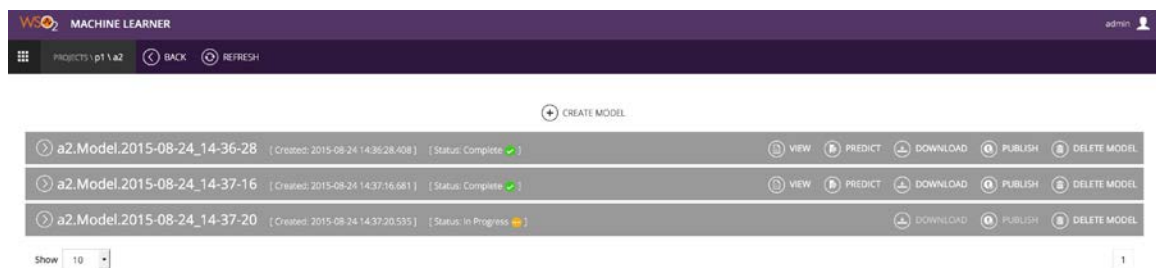 WSO2 MACHINE LEARNER admin
PROJECTS \ p1 \ a2 BACK REFRESH
CREATE MODEL
a2.Model.2015-08-24_14-36-28 [ Created: 2015-08-24 14:36:28.408 ] [ Status: Complete ] VIEW PREDICT DOWNLOAD PUBLISH DELETE MODEL
a2.Model.2015-08-24_14-37-16 [ Created: 2015-08-24 14:37:16.681 ] [ Status: Complete ] VIEW PREDICT DOWNLOAD PUBLISH DELETE MODEL
a2.Model.2015-08-24_14-37-20 [ Created: 2015-08-24 14:37:20.535 ] [ Status: In Progress ] DOWNLOAD PUBLISH DELETE MODEL
Show 10 1